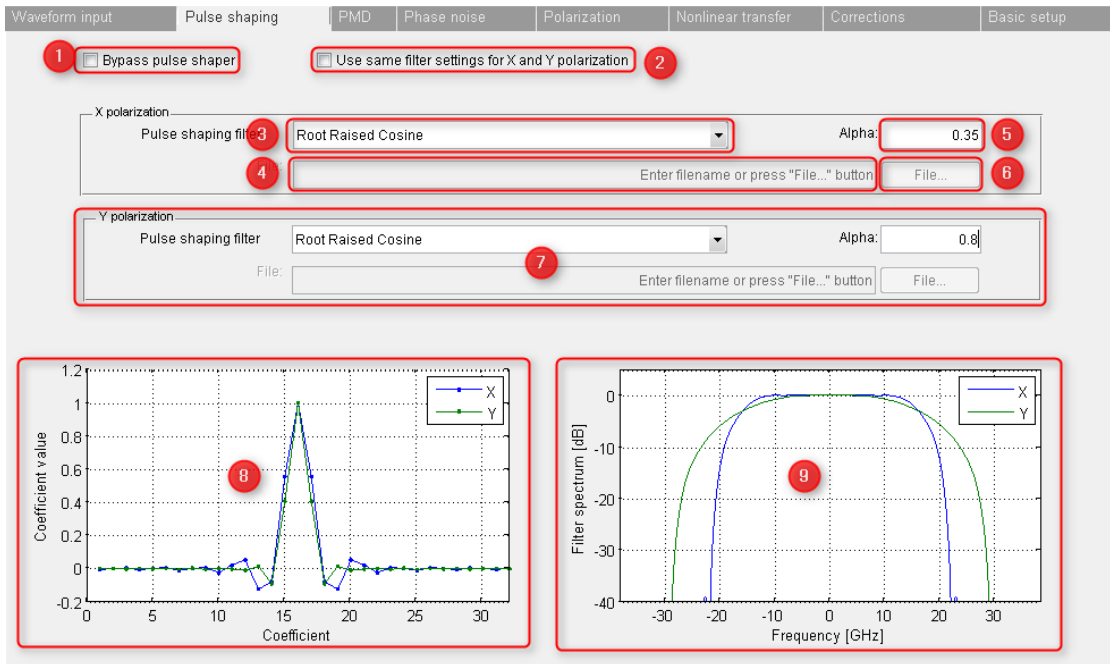 Waveform input Pulse shaping PMD Phase noise Polarization Nonlinear transfer Corrections Basic setup
1 Bypass pulse shaper Use same filter settings for X and Y polarization 2
X polarization
Pulse shaping filter 3 Root Raised Cosine Alpha: 0.35 5
4 Enter filename or press "File..." button File... 6
Y polarization
Pulse shaping filter Root Raised Cosine Alpha: 0.8
7
File: Enter filename or press "File..." button File...
1.2
1
0.8
0.6
0.4
0.2
0
-0.2
Coefficient value
X
Y
8
0 5 10 15 20 25 30
Coefficient
0
-10
-20
-30
-40
Filter spectrum [dB]
X
Y
9
-30 -20 -10 0 10 20 30
Frequency [GHz]